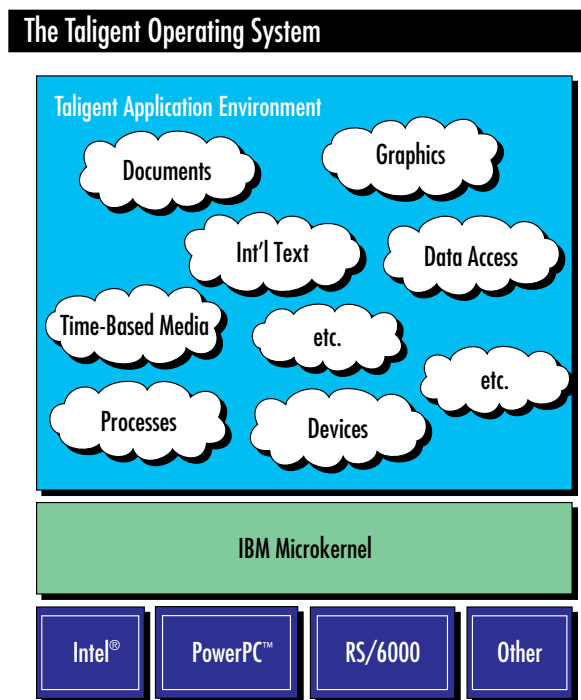 The Taligent Operating System
Taligent Application Environment
Documents
Graphics
Int'l Text
Data Access
Time-Based Media
etc.
etc.
Processes
Devices
IBM Microkernel
Intel®
PowerPC™
RS/6000
Other